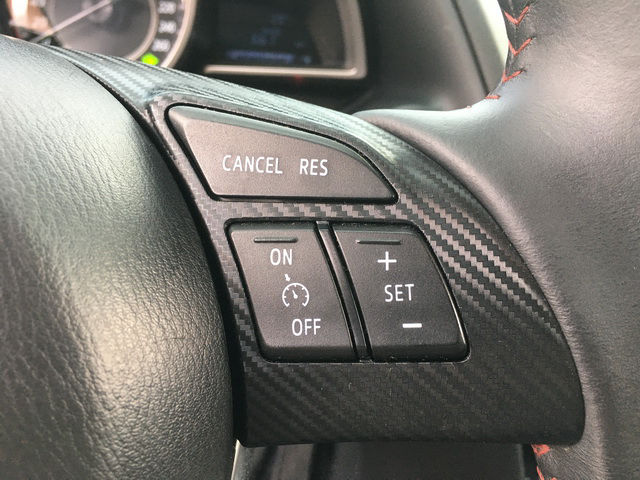 CANCEL RES
ON
OFF
+
SET
-